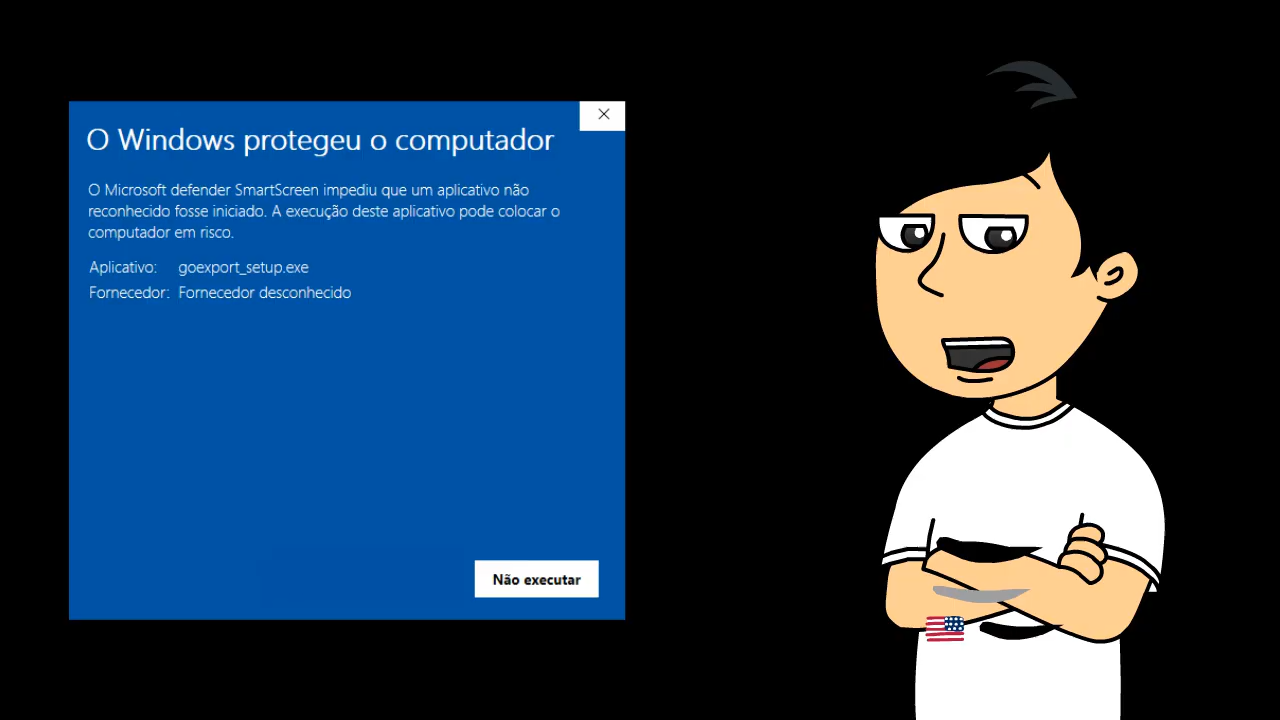 O Windows protegeu o computador
O Microsoft defender SmartScreen impediu que um aplicativo não
reconhecido fosse iniciado. A execução deste aplicativo pode colocar o
computador em risco.
Aplicativo: goexport_setup.exe
Fornecedor: Fornecedor desconhecido
Não executar